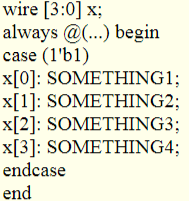 wire [3:0] x;
always @(...) begin
case (1'b1)
x[0]: SOMETHING1;
x[1]: SOMETHING2;
x[2]: SOMETHING3;
x[3]: SOMETHING4;
endcase
end